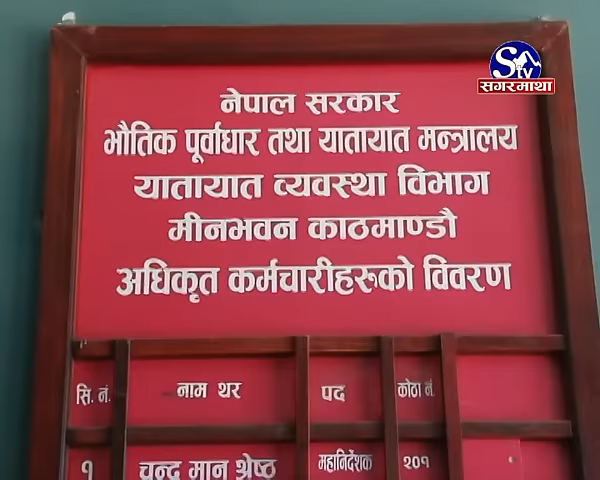 S tv
सगरमाथा
नेपाल सरकार
भौतिक पूर्वाधार तथा यातायात मन्त्रालय
यातायात व्यवस्था विभाग
मीनभवन काठमाण्डौ
अधिकृत कर्मचारीहरुको विवरण
सि. नं. नाम थर पद कोठा नं.
१ चन्द्र मान श्रेष्ठ महानिर्देशक २०१